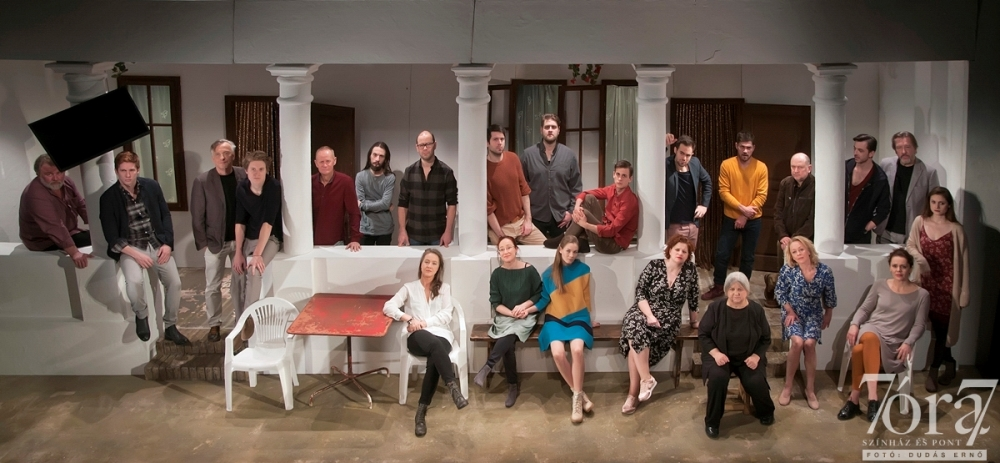 7óra7
SZÍNHÁZ ÉS PONT
FOTÓ: DUDÁS ERNŐ